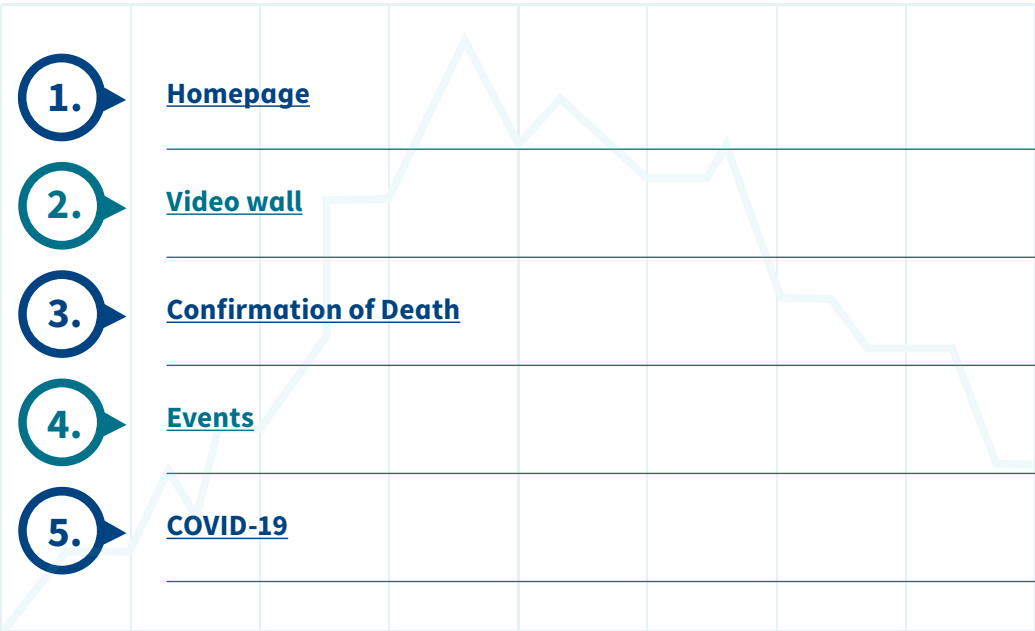 1. Homepage
2. Video wall
3. Confirmation of Death
4. Events
5. COVID-19